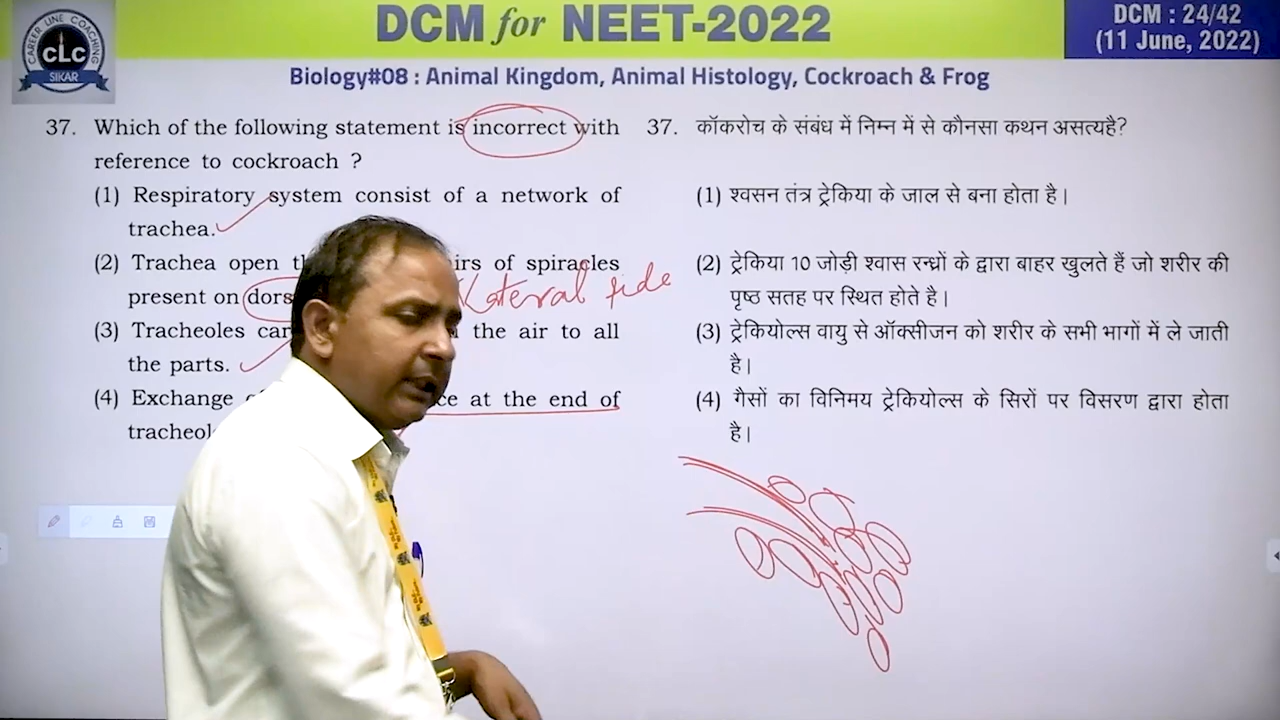 DCM for NEET-2022
DCM : 24/42
(11 June, 2022)
CAREER LINE COACHING
CLC
SIKAR
Biology#08 : Animal Kingdom, Animal Histology, Cockroach & Frog
37. Which of the following statement is incorrect with
reference to cockroach ?
(1) Respiratory system consist of a network of
trachea.
(2) Trachea open of spiracles
present on Lateral side
(3) Tracheoles the air to all
the parts.
(4) Exchange at the end of
37. कॉकरोच के संबंध में निम्न में से कौनसा कथन असत्यहै?
(1) श्वसन तंत्र ट्रेकिया के जाल से बना होता है।
(2) ट्रेकिया 10 जोड़ी श्वास रन्ध्रों के द्वारा बाहर खुलते हैं जो शरीर की
पृष्ठ सतह पर स्थित होते है।
(3) ट्रेकियोल्स वायु से ऑक्सीजन को शरीर के सभी भागों में ले जाती
है।
(4) गैसों का विनिमय ट्रेकियोल्स के सिरों पर विसरण द्वारा होता
है।